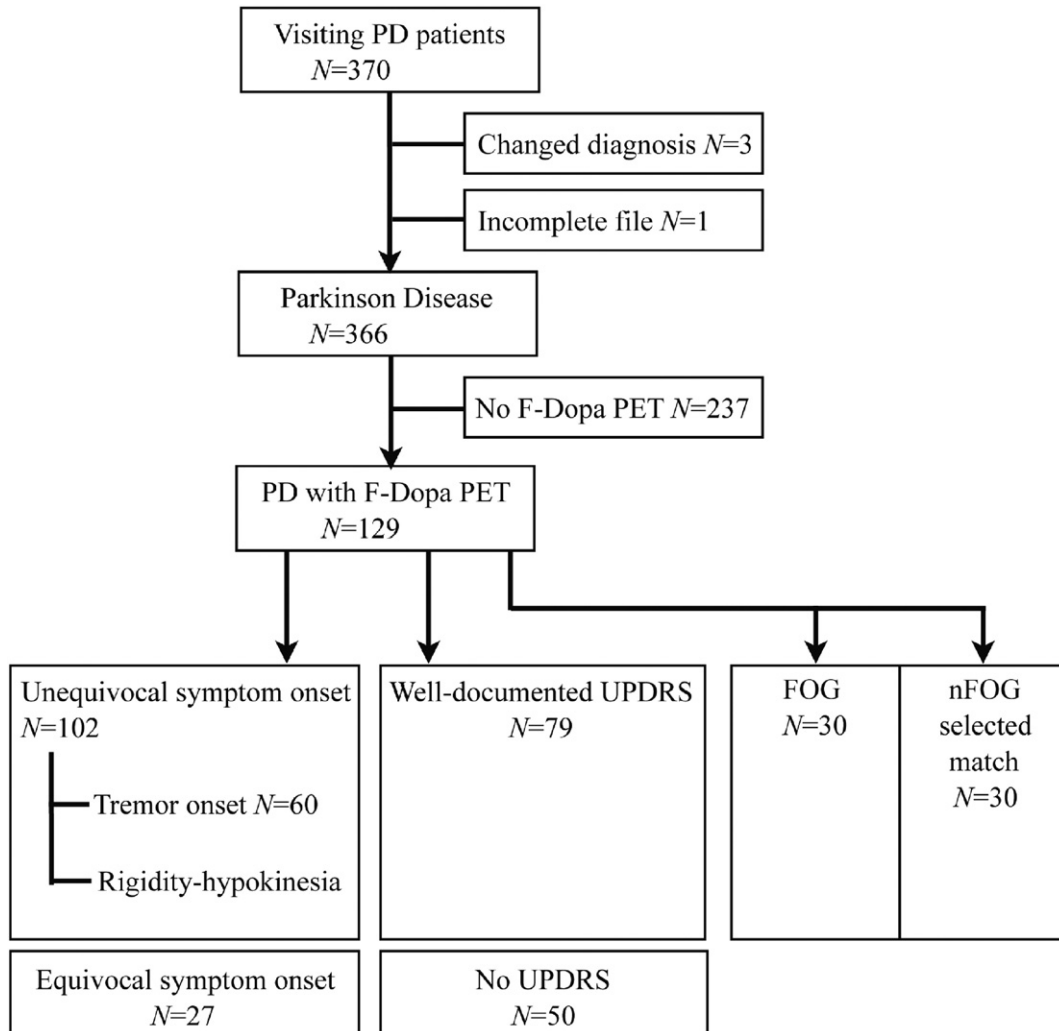 Visiting PD patients
N=370
Changed diagnosis N=3
Incomplete file N=1
Parkinson Disease
N=366
No F-Dopa PET N=237
PD with F-Dopa PET
N=129
Unequivocal symptom onset
N=102
Tremor onset N=60
Rigidity-hypokinesia
Equivocal symptom onset
N=27
Well-documented UPDRS
N=79
No UPDRS
N=50
FOG
N=30
nFOG
selected
match
N=30